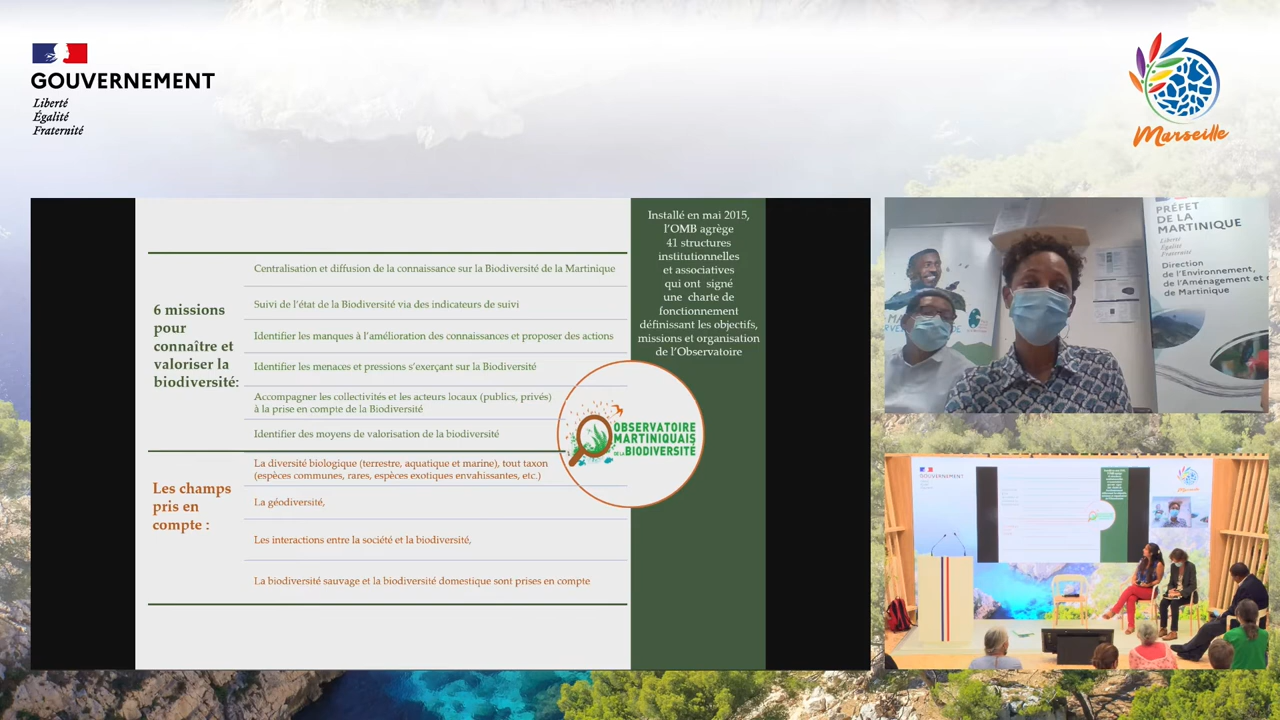 GOUVERNEMENT
Liberté
Égalité
Fraternité
Marseille
6 missions
pour
connaître et
valoriser la
biodiversité:
Centralisation et diffusion de la connaissance sur la Biodiversité de la Martinique
Suivi de l'état de la Biodiversité via des indicateurs de suivi
Identifier les manques à l'amélioration des connaissances et proposer des actions
Identifier les menaces et pressions s'exerçant sur la Biodiversité
Accompagner les collectivités et les acteurs locaux (publics, privés)
à la prise en compte de la Biodiversité
Identifier des moyens de valorisation de la biodiversité
Les champs
pris en
compte :
La diversité biologique (terrestre, aquatique et marine), tout taxon
(espèces communes, rares, espèces exotiques envahissantes, etc.)
La géodiversité,
Les interactions entre la société et la biodiversité,
La biodiversité sauvage et la biodiversité domestique sont prises en compte
Installé en mai 2015,
l'OMB agrège
41 structures
institutionnelles
et associatives
qui ont signé
une charte de
fonctionnement
définissant les objectifs,
missions et organisation
de l'Observatoire
OBSERVATOIRE
MARTINIQUAIS
DE LA BIODIVERSITÉ
PRÉFET
DE LA
MARTINIQUE
Liberté
Égalité
Fraternité
Direction
de l'Environnement,
de l'Aménagement et
de Martinique
GOUVERNEMENT